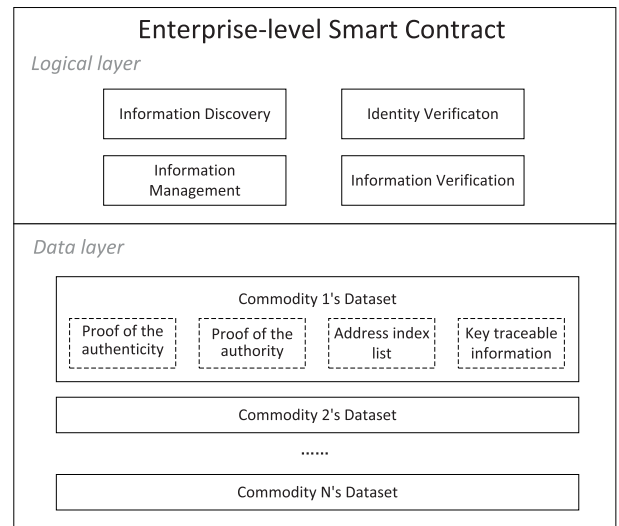 Enterprise-level Smart Contract
Logical layer
Information Discovery
Identity Verificaton
Information
Management
Information Verification
Data layer
Commodity 1's Dataset
Proof of the
authenticity
Proof of the
authority
Address index
list
Key traceable
information
Commodity 2's Dataset
......
Commodity N's Dataset